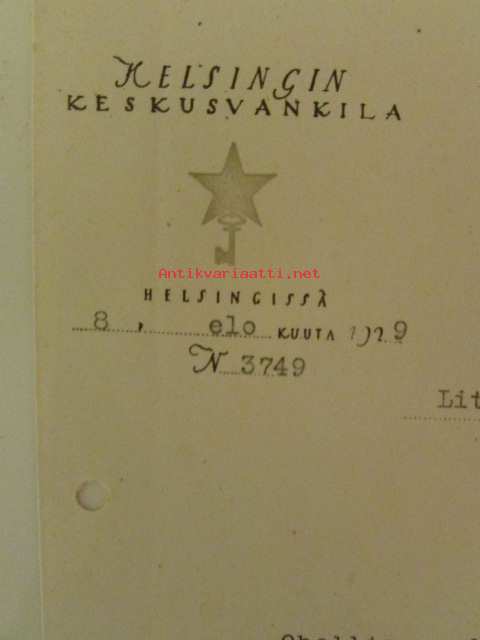 HELSINGIN
KESKUSVANKILA
Antikvariaatti.net
HELSINGISSÄ
8, elo KUUTA 1929
N 3749
Lit